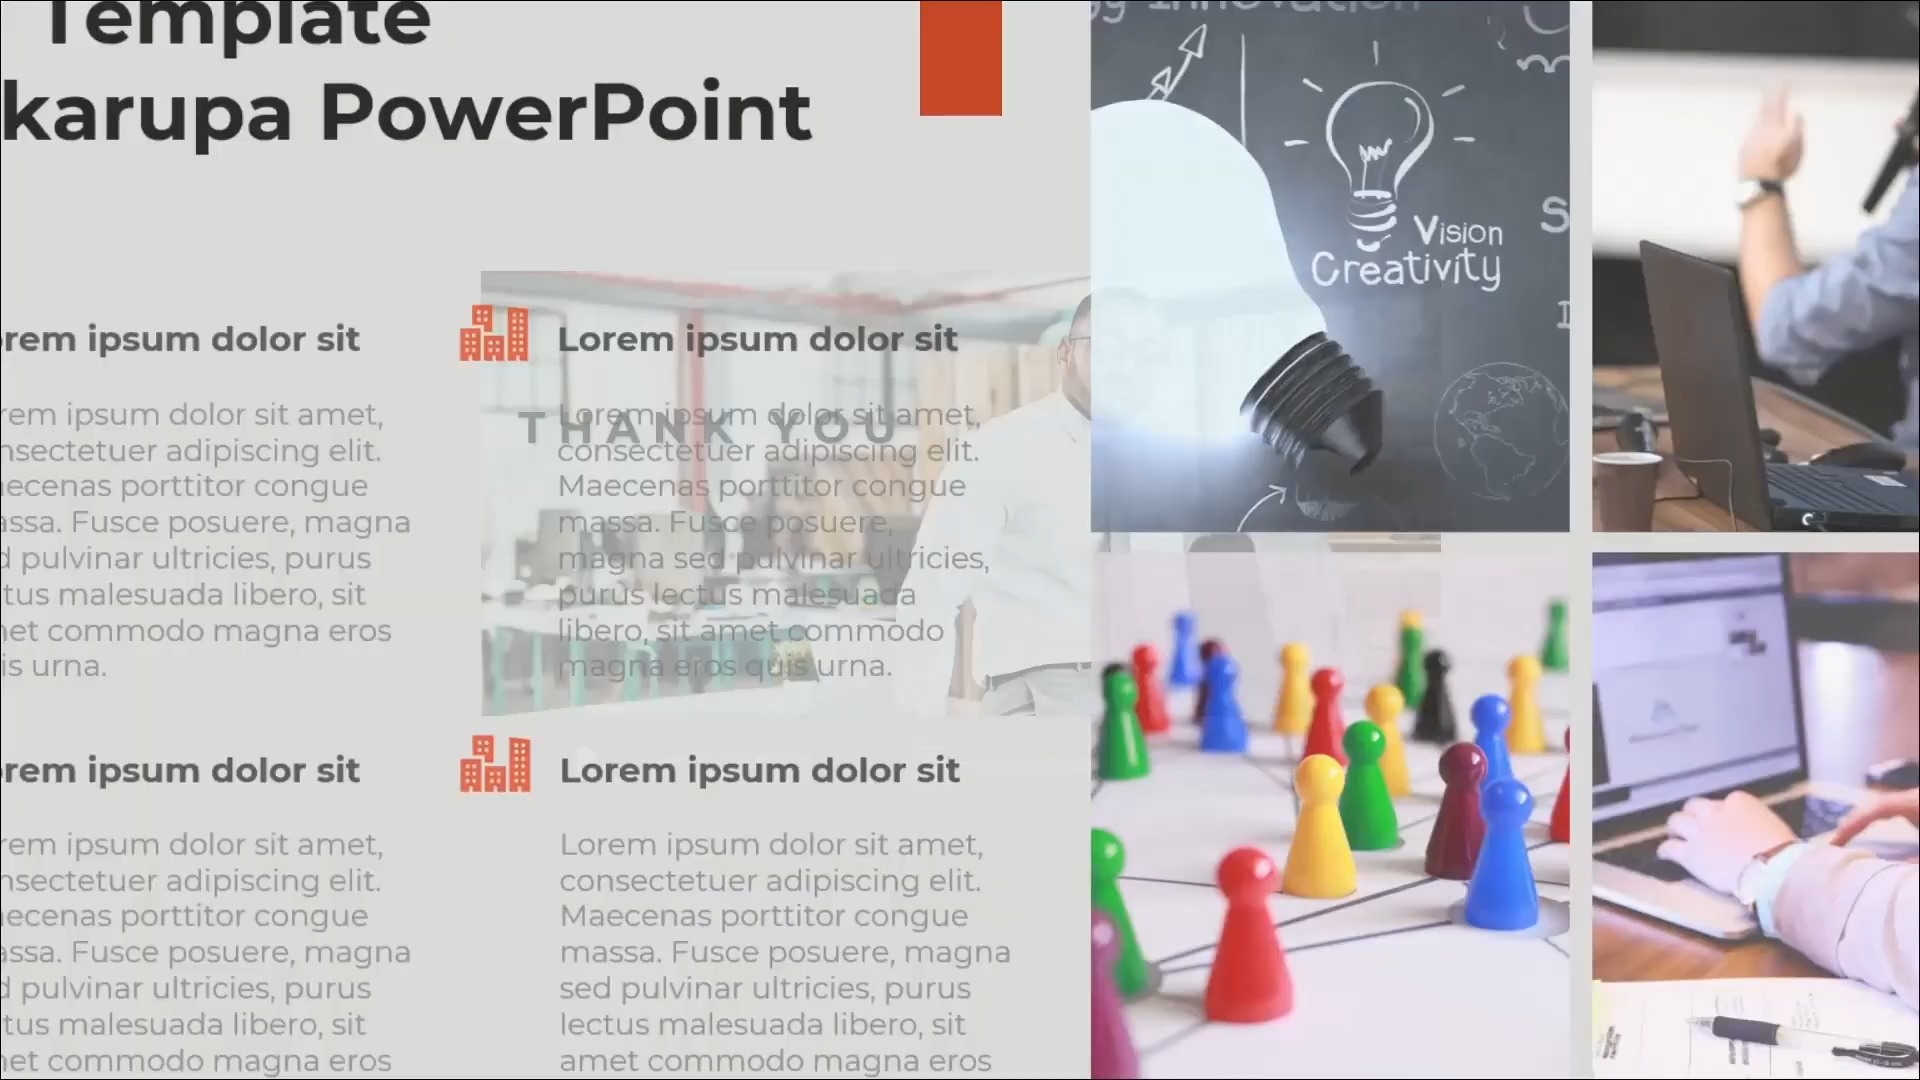 Template
karupa PowerPoint
orem ipsum dolor sit
rem ipsum dolor sit amet,
nsectetuer adipiscing elit.
aecenas porttitor congue
assa. Fusce posuere, magna
d pulvinar ultricies, purus
tus malesuada libero, sit
net commodo magna eros
is urna.
Lorem ipsum dolor sit
THANK YOU
Lorem ipsum dolor sit amet,
consectetuer adipiscing elit.
Maecenas porttitor congue
massa. Fusce posuere,
magna sed pulvinar ultricies,
purus lectus malesuada
libero, sit amet commodo
magna eros quis urna.
orem ipsum dolor sit
rem ipsum dolor sit amet,
nsectetuer adipiscing elit.
aecenas porttitor congue
assa. Fusce posuere, magna
d pulvinar ultricies, purus
tus malesuada libero, sit
net commodo magna eros
Lorem ipsum dolor sit
Lorem ipsum dolor sit amet,
consectetuer adipiscing elit.
Maecenas porttitor congue
massa. Fusce posuere, magna
sed pulvinar ultricies, purus
lectus malesuada libero, sit
amet commodo magna eros
gy Innovation
Vision
Creativity
S
I